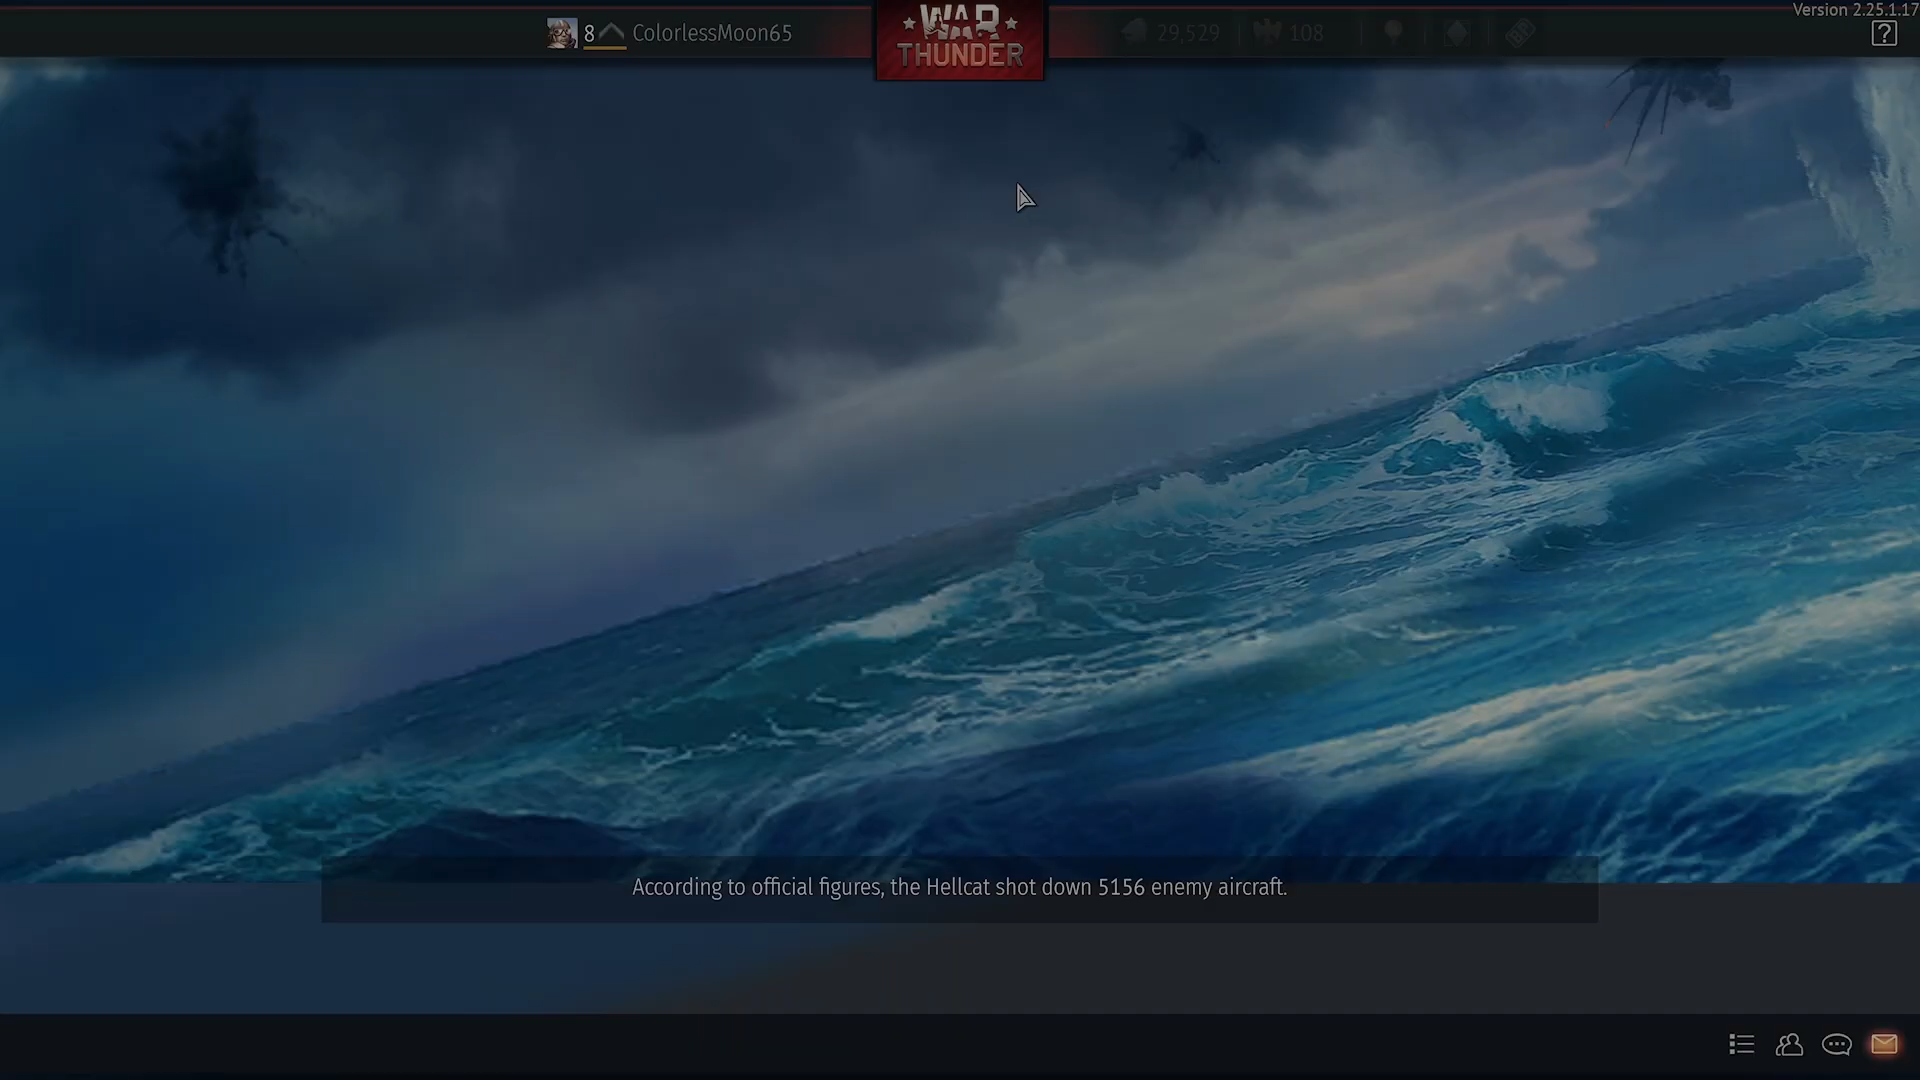 Version 2.25.1.17
8 ColorlessMoon65
WAR
THUNDER
29,529
108
?
According to official figures, the Hellcat shot down 5156 enemy aircraft.